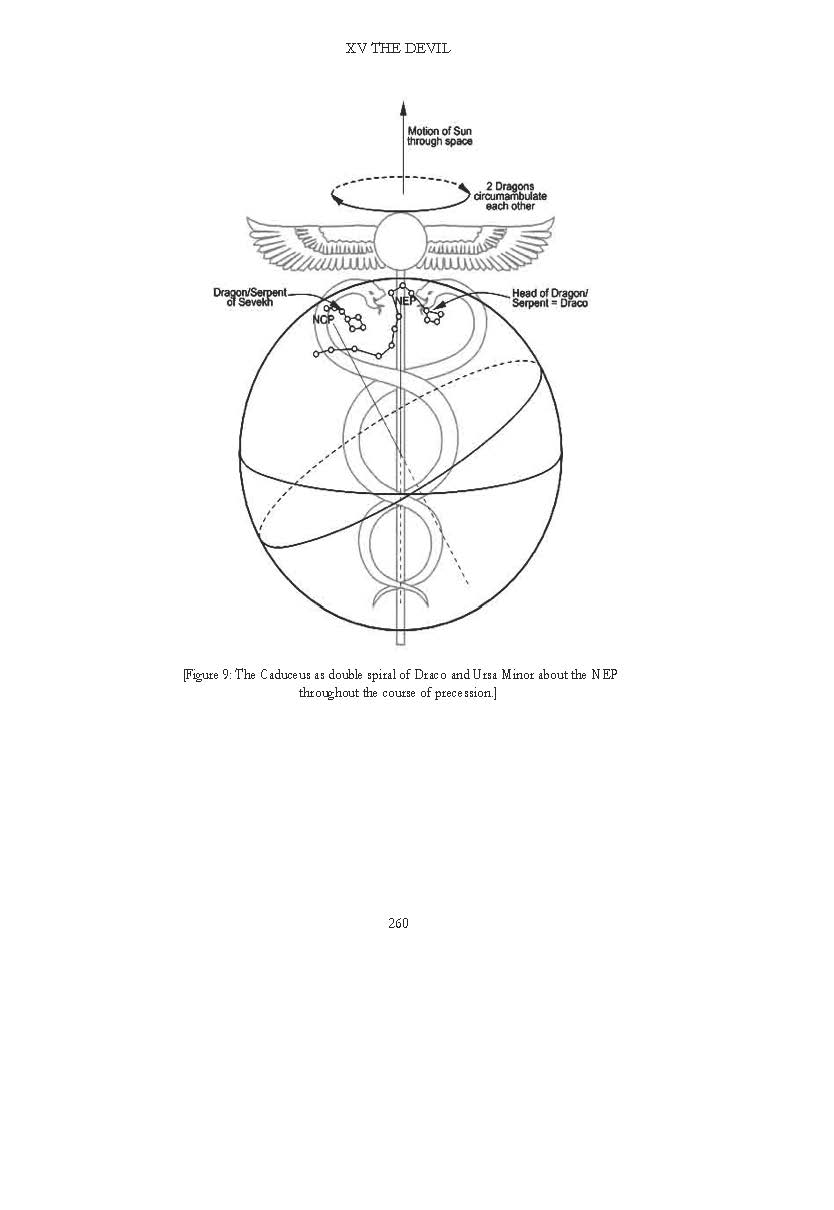 XV THE DEVIL
Motion of Sun
through space
2 Dragons
circumambulate
each other
Dragon/Serpent
of Sevekh
NEP
Head of Dragon/
Serpent = Draco
NCP
[Figure 9: The Caduceus as double spiral of Draco and Ursa Minor about the NEP
throughout the course of precession.]
260